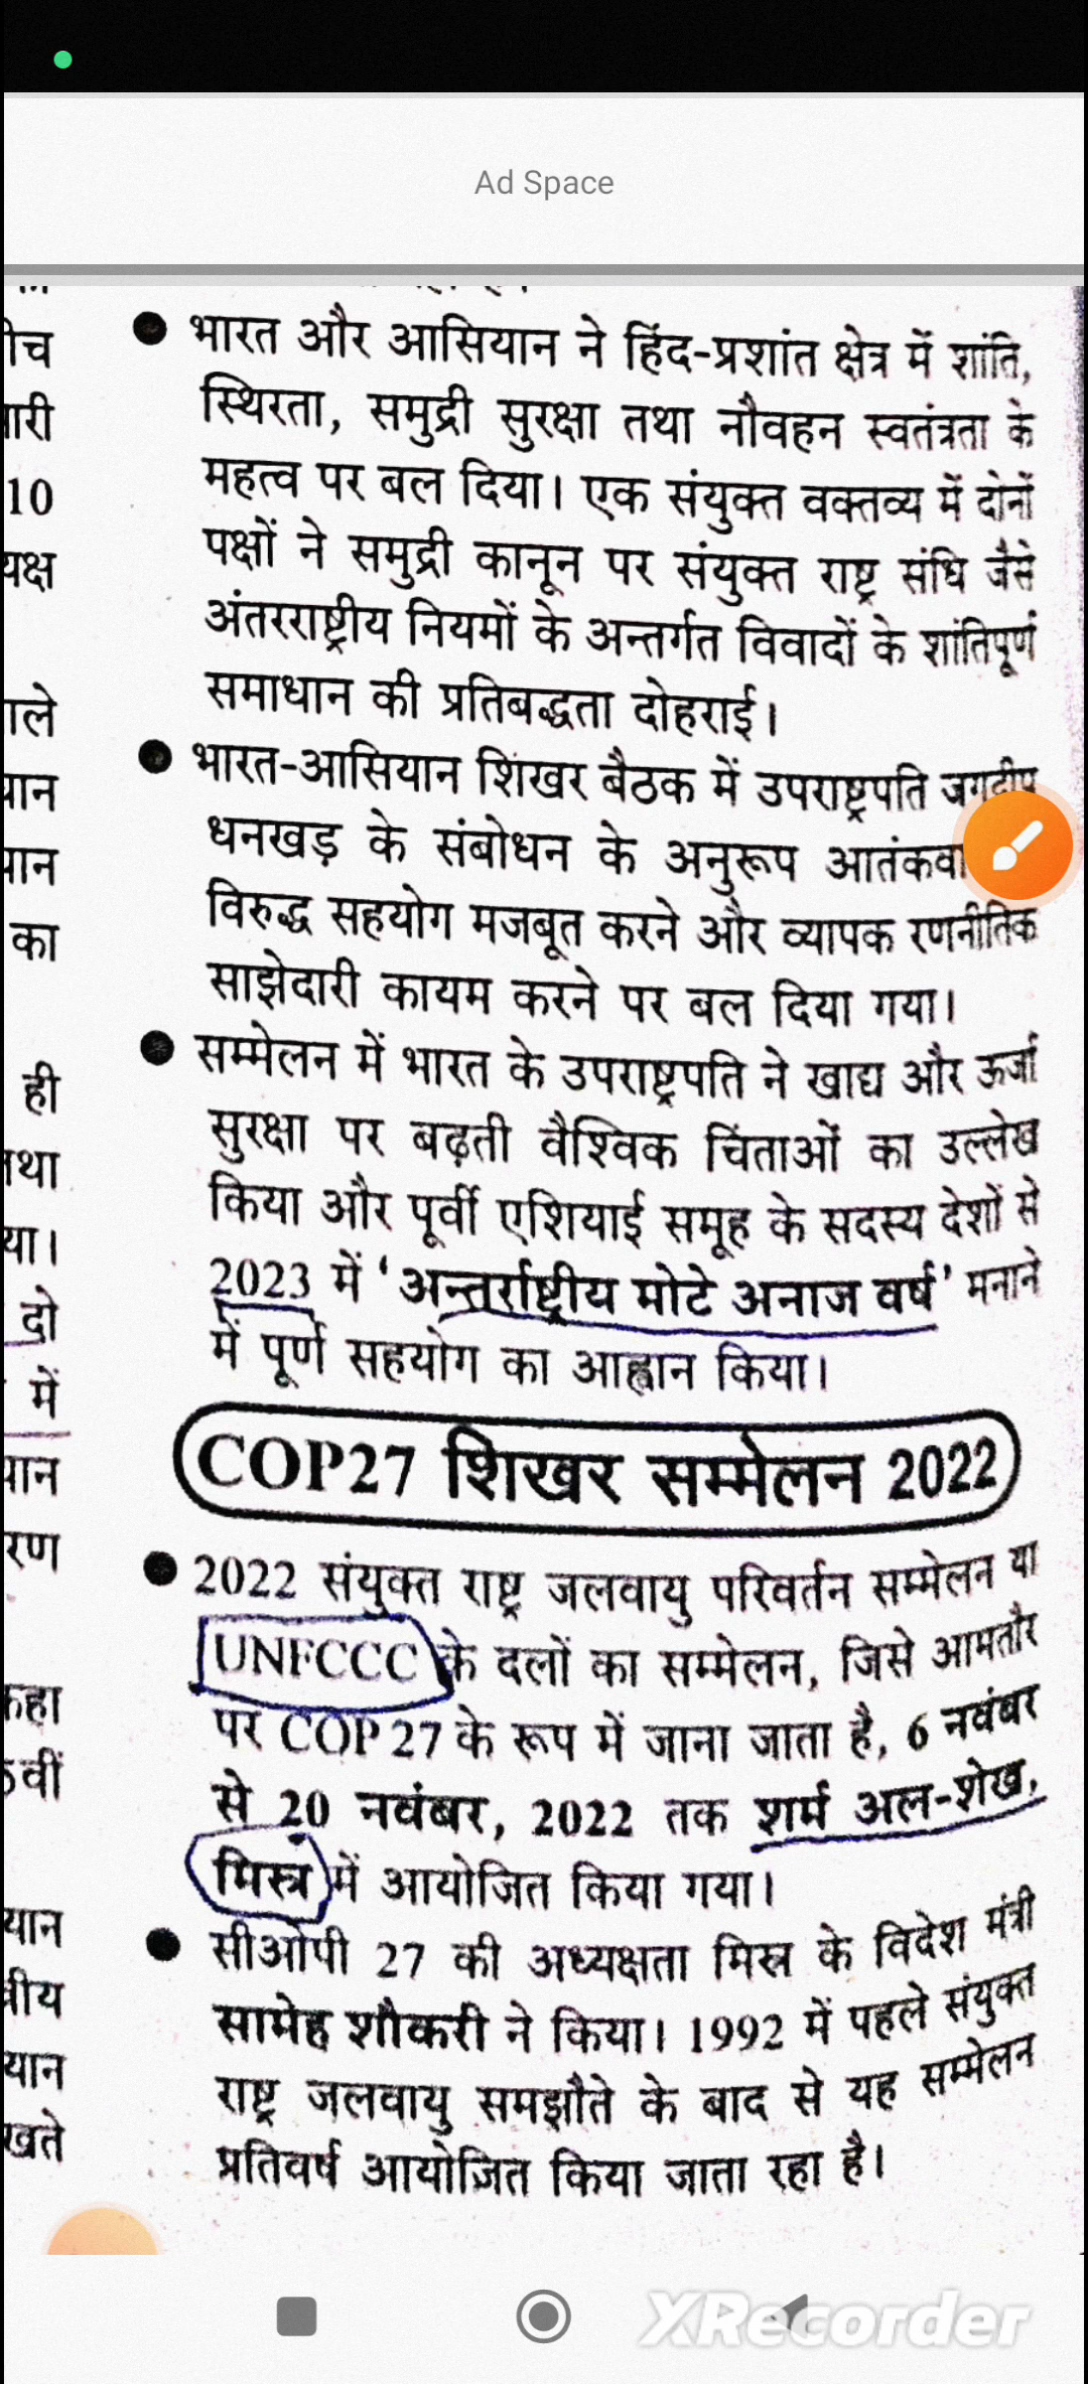 Ad Space
भारत और आसियान ने हिंद-प्रशांत क्षेत्र में शांति,
स्थिरता, समुद्री सुरक्षा तथा नौवहन स्वतंत्रता के
महत्व पर बल दिया। एक संयुक्त वक्तव्य में दोनों
पक्षों ने समुद्री कानून पर संयुक्त राष्ट्र संधि जैसे
अंतरराष्ट्रीय नियमों के अन्तर्गत विवादों के शांतिपूर्ण
समाधान की प्रतिबद्धता दोहराई।
भारत-आसियान शिखर बैठक में उपराष्ट्रपति जगदीप
धनखड़ के संबोधन के अनुरूप
विरुद्ध सहयोग मजबूत करने और व्यापक रणनीतिक
साझेदारी कायम करने पर बल दिया गया।
सम्मेलन में भारत के उपराष्ट्रपति ने खाद्य और ऊर्जा
सुरक्षा पर बढ़ती वैश्विक चिंताओं का उल्लेख
किया और पूर्वी एशियाई समूह के सदस्य देशों से
2023 में ‘अन्तर्राष्ट्रीय मोटे अनाज वर्ष’ मनाने
में पूर्ण सहयोग का आह्वान किया।
COP27 शिखर सम्मेलन 2022
2022 संयुक्त राष्ट्र जलवायु परिवर्तन सम्मेलन या
UNFCCC के दलों का सम्मेलन, जिसे आमतौर
पर COP 27 के रूप में जाना जाता है, 6 नवंबर
से 20 नवंबर, 2022 तक शर्म अल-शेख,
मिस्त्र में आयोजित किया गया।
सीओपी 27 की अध्यक्षता मिस्र के विदेश मंत्री
सामेह शौकरी ने किया। 1992 में पहले संयुक्त
राष्ट्र जलवायु समझौते के बाद से यह सम्मेलन
प्रतिवर्ष आयोजित किया जाता रहा है।
10
का
ही
या।
दो
में
XRecorder